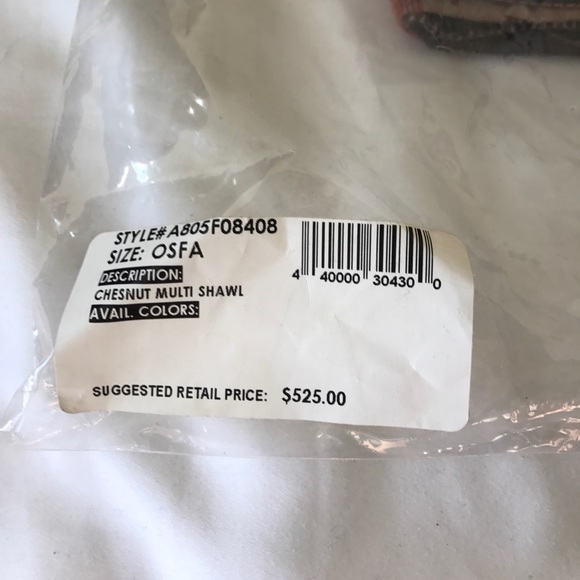 STYLE# A805F08408
SIZE: OSFA
DESCRIPTION:
CHESNUT MULTI SHAWL
AVAIL. COLORS:
4 40000 30430 0
SUGGESTED RETAIL PRICE: $525.00